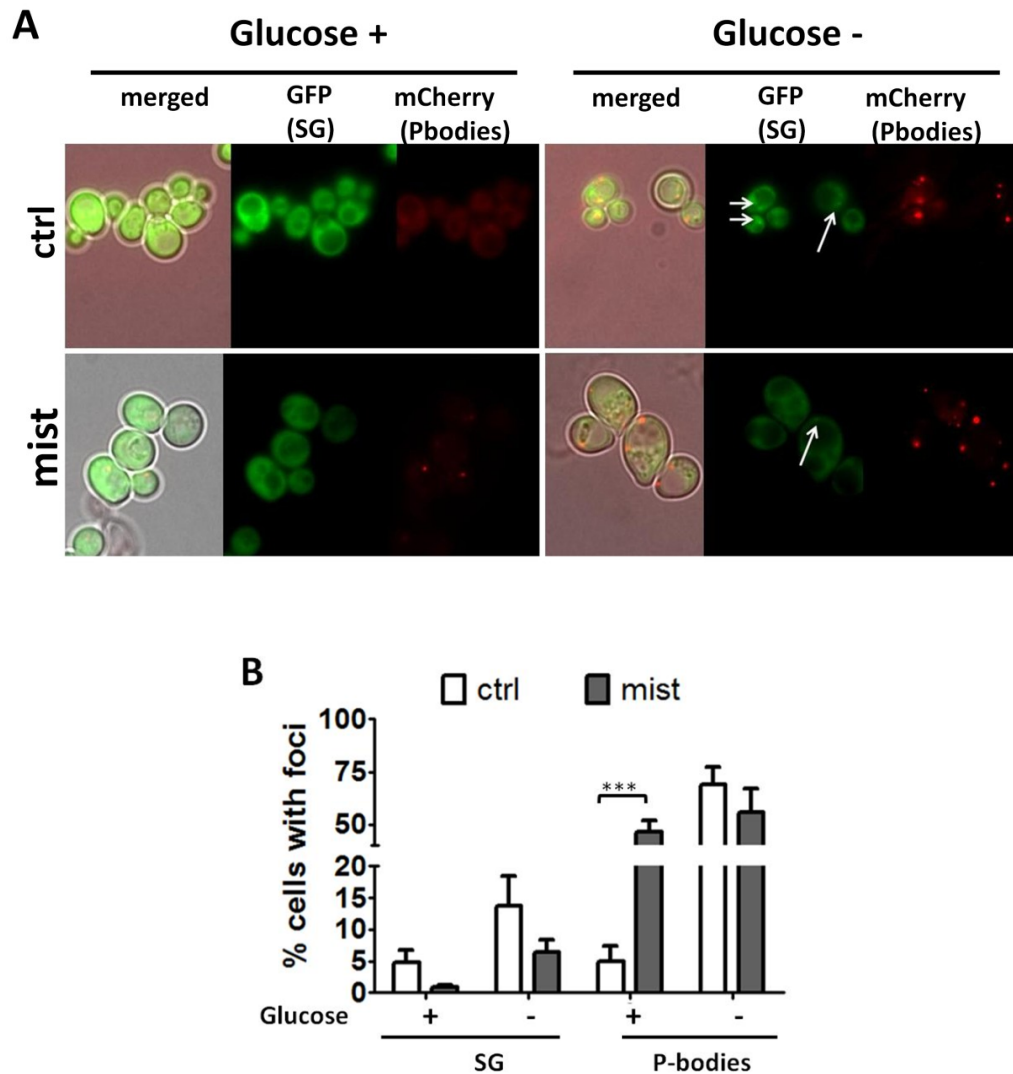 A
Glucose +
Glucose -
merged
GFP
(SG)
mCherry
(Pbodies)
merged
GFP
(SG)
mCherry
(Pbodies)
ctrl
mist
B
ctrl
mist
% cells with foci
100
75
50
20
15
10
5
0
***
Glucose
+
-
+
-
SG
P-bodies